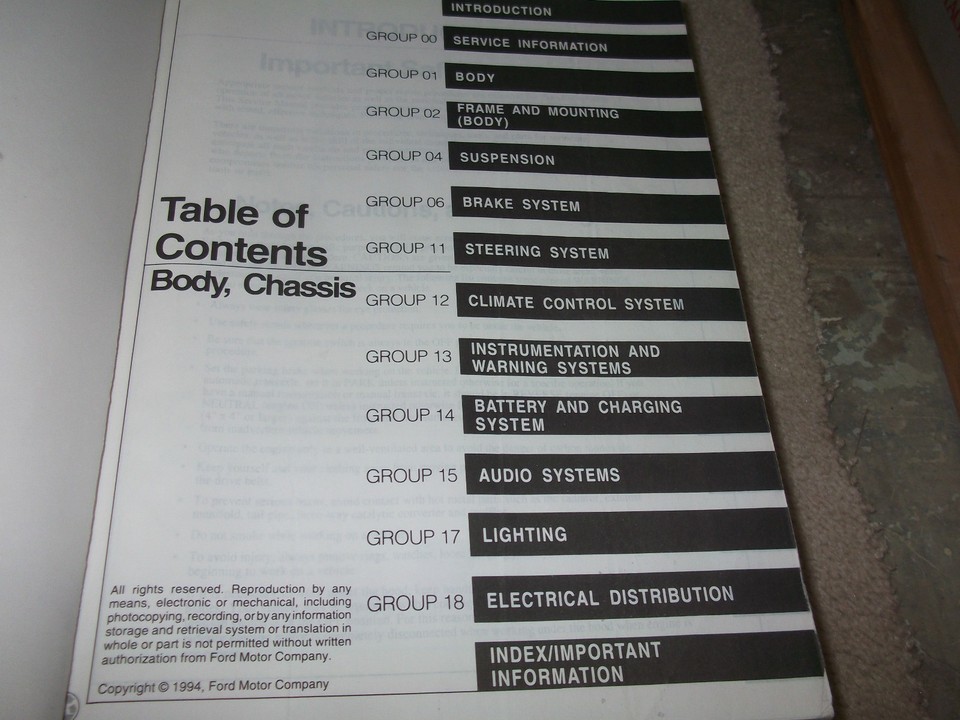 INTRODUCTION
GROUP 00 SERVICE INFORMATION
GROUP 01 BODY
GROUP 02 FRAME AND MOUNTING
(BODY)
GROUP 04 SUSPENSION
GROUP 06 BRAKE SYSTEM
Table of
Contents
Body, Chassis
GROUP 11 STEERING SYSTEM
GROUP 12 CLIMATE CONTROL SYSTEM
GROUP 13 INSTRUMENTATION AND
WARNING SYSTEMS
GROUP 14 BATTERY AND CHARGING
SYSTEM
GROUP 15 AUDIO SYSTEMS
GROUP 17 LIGHTING
GROUP 18 ELECTRICAL DISTRIBUTION
INDEX/IMPORTANT
INFORMATION
All rights reserved. Reproduction by any
means, electronic or mechanical, including
photocopying, recording, or by any information
storage and retrieval system or translation in
whole or part is not permitted without written
authorization from Ford Motor Company.
Copyright © 1994, Ford Motor Company